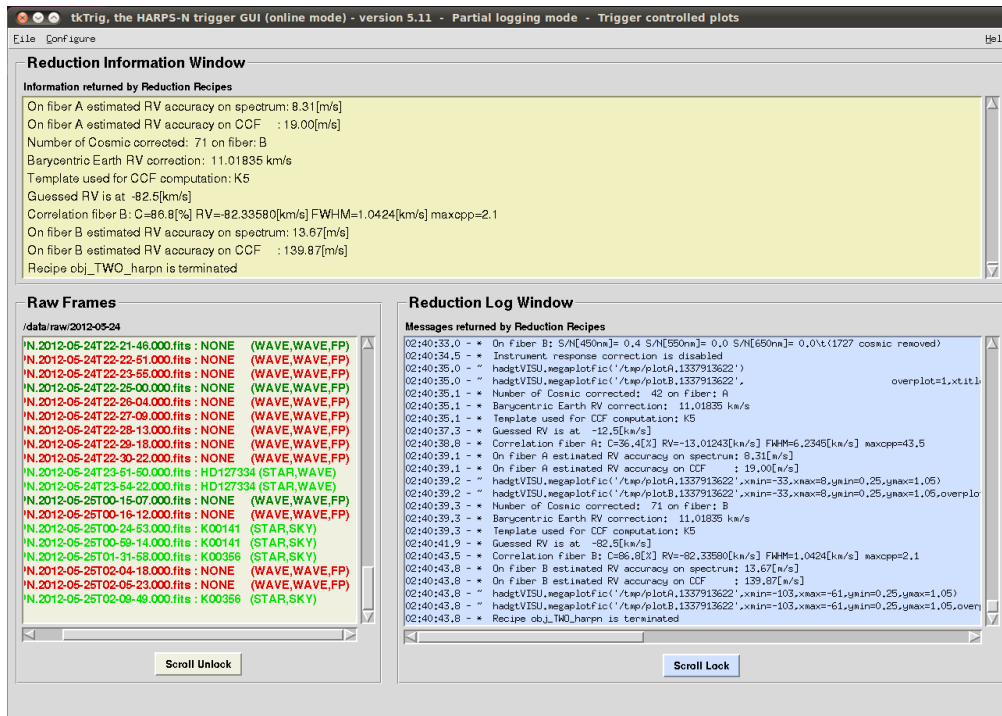 tkTrig, the HARPS-N trigger GUI (online mode) - version 5.11 - Partial logging mode - Trigger controlled plots
File Configure Hel
Reduction Information Window
Information returned by Reduction Recipes
On fiber A estimated RV accuracy on spectrum: 8.31[m/s]
On fiber A estimated RV accuracy on CCF : 19.00[m/s]
Number of Cosmic corrected: 71 on fiber: B
Barycentric Earth RV correction: 11.01835 km/s
Template used for CCF computation: K5
Guessed RV is at -82.5[km/s]
Correlation fiber B: C=86.8[%] RV=-82.33580[km/s] FWHM=1.0424[km/s] maxcpp=2.1
On fiber B estimated RV accuracy on spectrum: 13.67[m/s]
On fiber B estimated RV accuracy on CCF : 139.87[m/s]
Recipe obj_TWO_harpn is terminated
Raw Frames
/data/raw/2012-05-24
'N.2012-05-24T22-21-46.000.fits : NONE (WAVE,WAVE,FP)
'N.2012-05-24T22-22-51.000.fits : NONE (WAVE,WAVE,FP)
'N.2012-05-24T22-23-55.000.fits : NONE (WAVE,WAVE,FP)
'N.2012-05-24T22-25-00.000.fits : NONE (WAVE,WAVE,FP)
'N.2012-05-24T22-26-04.000.fits : NONE (WAVE,WAVE,FP)
'N.2012-05-24T22-27-09.000.fits : NONE (WAVE,WAVE,FP)
'N.2012-05-24T22-28-13.000.fits : NONE (WAVE,WAVE,FP)
'N.2012-05-24T22-29-18.000.fits : NONE (WAVE,WAVE,FP)
'N.2012-05-24T22-30-22.000.fits : NONE (WAVE,WAVE,FP)
'N.2012-05-24T23-51-50.000.fits : HD127334 (STAR,WAVE)
'N.2012-05-24T23-54-22.000.fits : HD127334 (STAR,WAVE)
'N.2012-05-25T00-15-07.000.fits : NONE (WAVE,WAVE,FP)
'N.2012-05-25T00-16-12.000.fits : NONE (WAVE,WAVE,FP)
'N.2012-05-25T00-24-53.000.fits : K00141 (STAR,SKY)
'N.2012-05-25T00-59-14.000.fits : K00141 (STAR,SKY)
'N.2012-05-25T01-31-58.000.fits : K00356 (STAR,SKY)
'N.2012-05-25T02-04-18.000.fits : NONE (WAVE,WAVE,FP)
'N.2012-05-25T02-05-23.000.fits : NONE (WAVE,WAVE,FP)
'N.2012-05-25T02-09-49.000.fits : K00356 (STAR,SKY)
Scroll Unlock
Reduction Log Window
Messages returned by Reduction Recipes
02:40:33.0 - * On fiber B: S/N[450nm]= 0.4 S/N[550nm]= 0.0 S/N[650nm]= 0.0\t(1727 cosmic removed)
02:40:34.5 - * Instrument response correction is disabled
02:40:35.0 - ~ hadgtVISU.megaplotfic('/tmp/plotA.1337913622')
02:40:35.0 - ~ hadgtVISU.megaplotfic('/tmp/plotB.1337913622', overplot=1,xtitl
02:40:35.1 - * Number of Cosmic corrected: 42 on fiber: A
02:40:35.1 - * Barycentric Earth RV correction: 11.01835 km/s
02:40:35.1 - * Template used for CCF computation: K5
02:40:37.3 - * Guessed RV is at -12.5[km/s]
02:40:38.8 - * Correlation fiber A: C=36.4[%] RV=-13.01243[km/s] FWHM=6.2345[km/s] maxcpp=43.5
02:40:39.1 - * On fiber A estimated RV accuracy on spectrum: 8.31[m/s]
02:40:39.1 - * On fiber A estimated RV accuracy on CCF : 19.00[m/s]
02:40:39.2 - ~ hadgtVISU.megaplotfic('/tmp/plotA.1337913622',xmin=-33,xmax=8,ymin=0.25,ymax=1.05)
02:40:39.2 - ~ hadgtVISU.megaplotfic('/tmp/plotB.1337913622',xmin=-33,xmax=8,ymin=0.25,ymax=1.05,overplo
02:40:39.3 - * Number of Cosmic corrected: 71 on fiber: B
02:40:39.3 - * Barycentric Earth RV correction: 11.01835 km/s
02:40:39.3 - * Template used for CCF computation: K5
02:40:41.9 - * Guessed RV is at -82.5[km/s]
02:40:43.5 - * Correlation fiber B: C=86.8[%] RV=-82.33580[km/s] FWHM=1.0424[km/s] maxcpp=2.1
02:40:43.8 - * On fiber B estimated RV accuracy on spectrum: 13.67[m/s]
02:40:43.8 - * On fiber B estimated RV accuracy on CCF : 139.87[m/s]
02:40:43.8 - ~ hadgtVISU.megaplotfic('/tmp/plotA.1337913622',xmin=-103,xmax=-61,ymin=0.25,ymax=1.05)
02:40:43.8 - ~ hadgtVISU.megaplotfic('/tmp/plotB.1337913622',xmin=-103,xmax=-61,ymin=0.25,ymax=1.05,over
02:40:43.8 - * Recipe obj_TWO_harpn is terminated
Scroll Lock